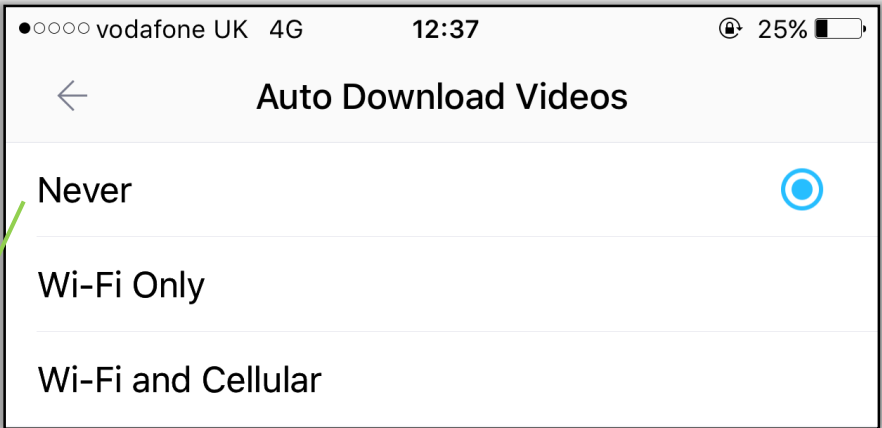 vodafone UK 4G 12:37 25%
Auto Download Videos
Never
Wi-Fi Only
Wi-Fi and Cellular